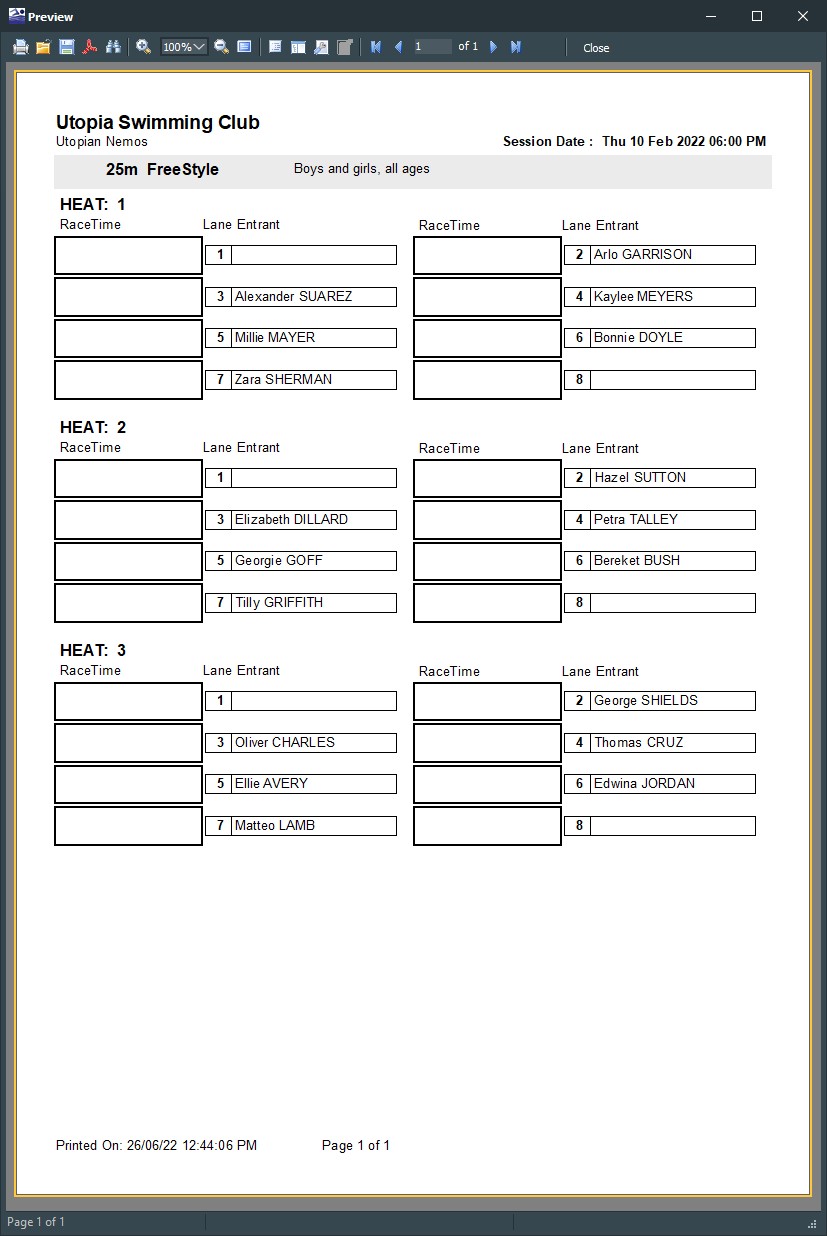 Preview
100%
1 of 1
Close
Utopia Swimming Club
Utopian Nemos
Session Date : Thu 10 Feb 2022 06:00 PM
25m FreeStyle Boys and girls, all ages
HEAT: 1
RaceTime Lane Entrant RaceTime Lane Entrant
1 2 Arlo GARRISON
3 Alexander SUAREZ 4 Kaylee MEYERS
5 Millie MAYER 6 Bonnie DOYLE
7 Zara SHERMAN 8
HEAT: 2
RaceTime Lane Entrant RaceTime Lane Entrant
1 2 Hazel SUTTON
3 Elizabeth DILLARD 4 Petra TALLEY
5 Georgie GOFF 6 Bereket BUSH
7 Tilly GRIFFITH 8
HEAT: 3
RaceTime Lane Entrant RaceTime Lane Entrant
1 2 George SHIELDS
3 Oliver CHARLES 4 Thomas CRUZ
5 Ellie AVERY 6 Edwina JORDAN
7 Matteo LAMB 8
Printed On: 26/06/22 12:44:06 PM Page 1 of 1
Page 1 of 1